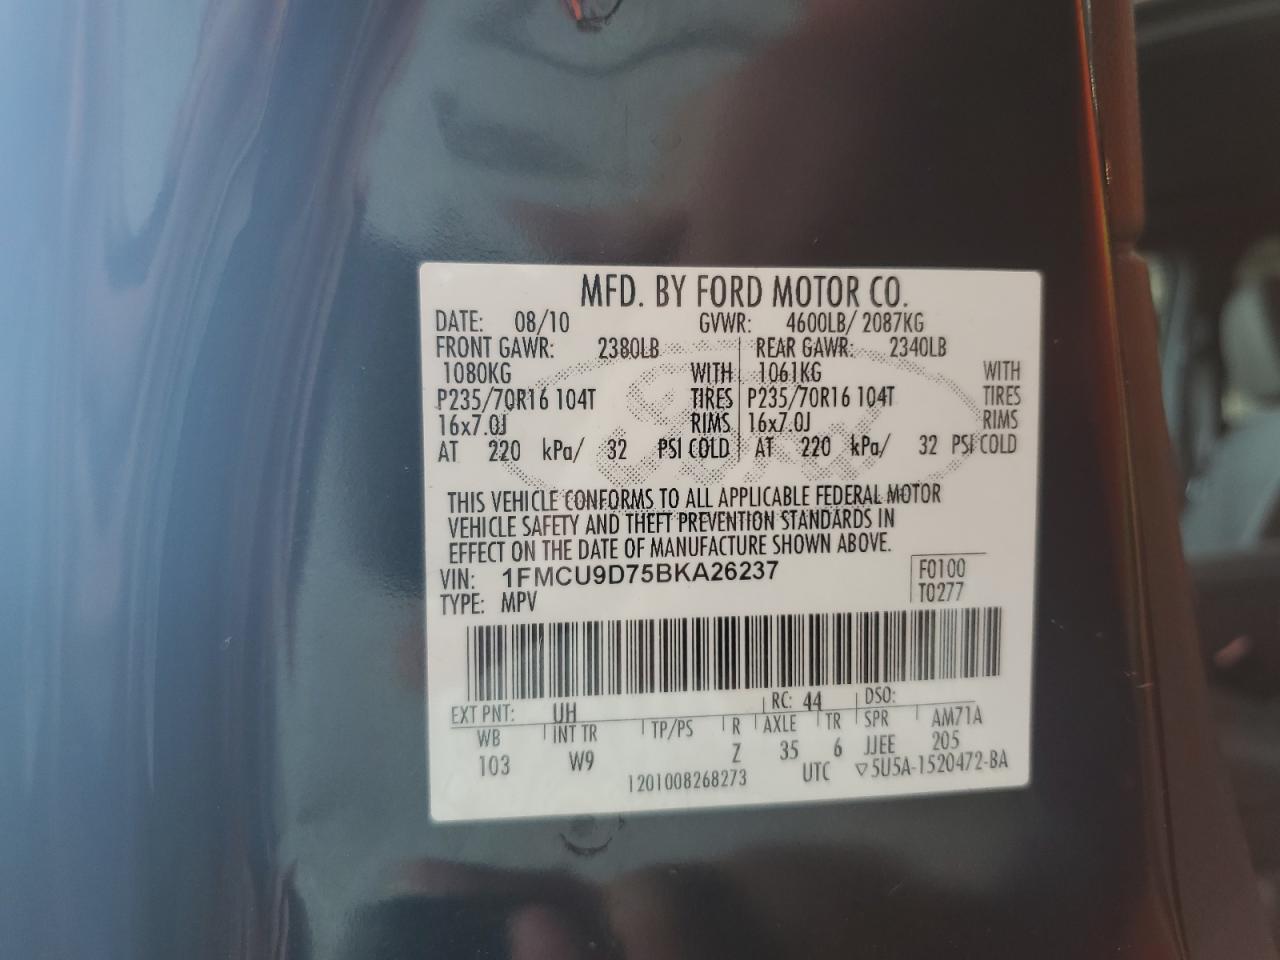 MFD. BY FORD MOTOR CO.
DATE: 08/10 GVWR: 4600LB/ 2087KG
FRONT GAWR: 2380LB REAR GAWR: 2340LB
1080KG WITH 1061KG WITH
P235/70R16 104T TIRES P235/70R16 104T TIRES
16x7.0J RIMS 16x7.0J RIMS
AT 220 kPa/ 32 PSI COLD AT 220 kPa/ 32 PSI COLD
THIS VEHICLE CONFORMS TO ALL APPLICABLE FEDERAL MOTOR
VEHICLE SAFETY AND THEFT PREVENTION STANDARDS IN
EFFECT ON THE DATE OF MANUFACTURE SHOWN ABOVE.
VIN: 1FMCU9D75BKA26237 F0100
TYPE: MPV T0277
EXT PNT: UH RC: 44 DSO:
WB INT TR TP/PS R AXLE TR SPR AM71A
103 W9 Z 35 6 JJEE 205
1201008268273 UTC ▽5U5A-1520472-BA